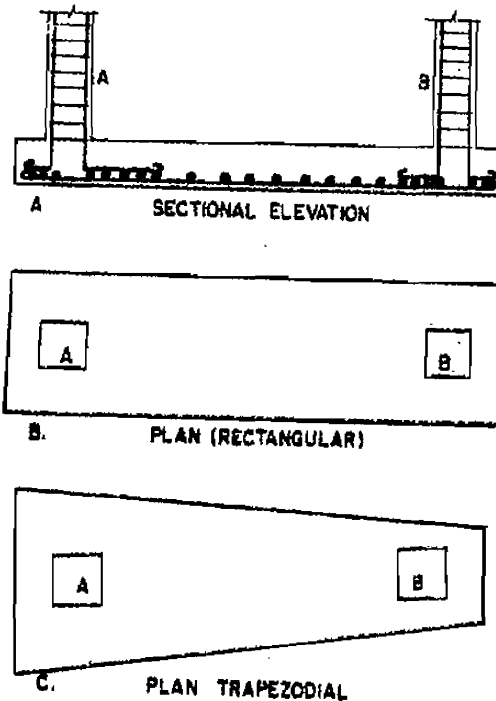 A B
A SECTIONAL ELEVATION
A B
B. PLAN (RECTANGULAR)
A B
C. PLAN TRAPEZODIAL